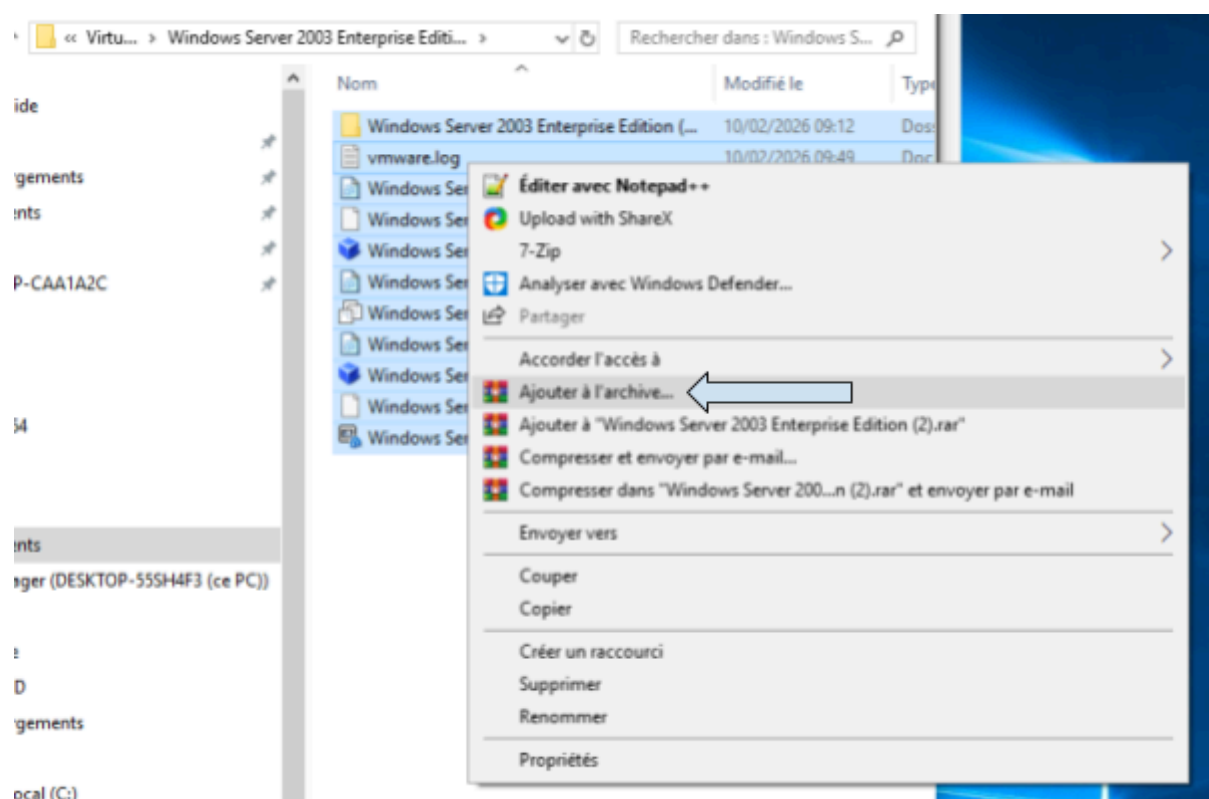 « Virtu... > Windows Server 2003 Enterprise Editi... >
Rechercher dans : Windows S...
Nom Modifié le Type
ide
rgements
ents
P-CAA1A2C
54
ents
ager (DESKTOP-55SH4F3 (ce PC))
e
D
rgements
ocal (C:)
Windows Server 2003 Enterprise Edition (... 10/02/2026 09:12 Doss
vmware.log 10/02/2026 09:49 Doc
Windows Ser
Windows Ser
Windows Ser
Windows Ser
Windows Ser
Windows Ser
Windows Ser
Windows Ser
Windows Ser
Éditer avec Notepad++
Upload with ShareX
7-Zip
Analyser avec Windows Defender...
Partager
Accorder l'accès à
Ajouter à l'archive...
Ajouter à "Windows Server 2003 Enterprise Edition (2).rar"
Compresser et envoyer par e-mail...
Compresser dans "Windows Server 200...n (2).rar" et envoyer par e-mail
Envoyer vers
Couper
Copier
Créer un raccourci
Supprimer
Renommer
Propriétés